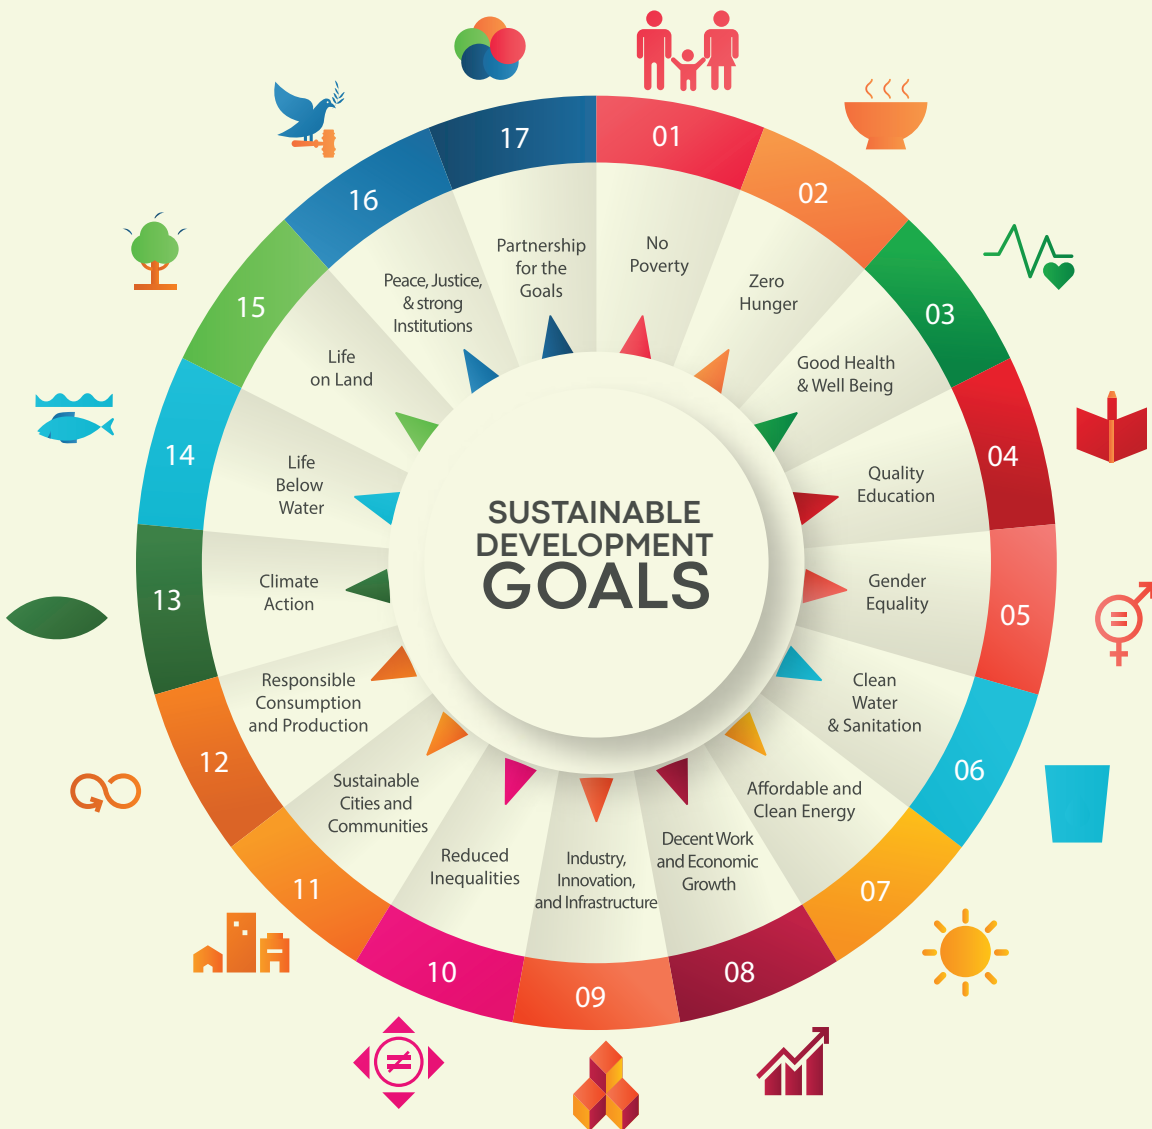 SUSTAINABLE
DEVELOPMENT
GOALS
01
No
Poverty
02
Zero
Hunger
03
Good Health
& Well Being
04
Quality
Education
05
Gender
Equality
06
Clean
Water
& Sanitation
07
Affordable and
Clean Energy
08
Decent Work
and Economic
Growth
09
Industry,
Innovation,
and Infrastructure
10
Reduced
Inequalities
11
Sustainable
Cities and
Communities
12
Responsible
Consumption
and Production
13
Climate
Action
14
Life
Below
Water
15
Life
on Land
16
Peace, Justice,
& strong
Institutions
17
Partnership
for the
Goals